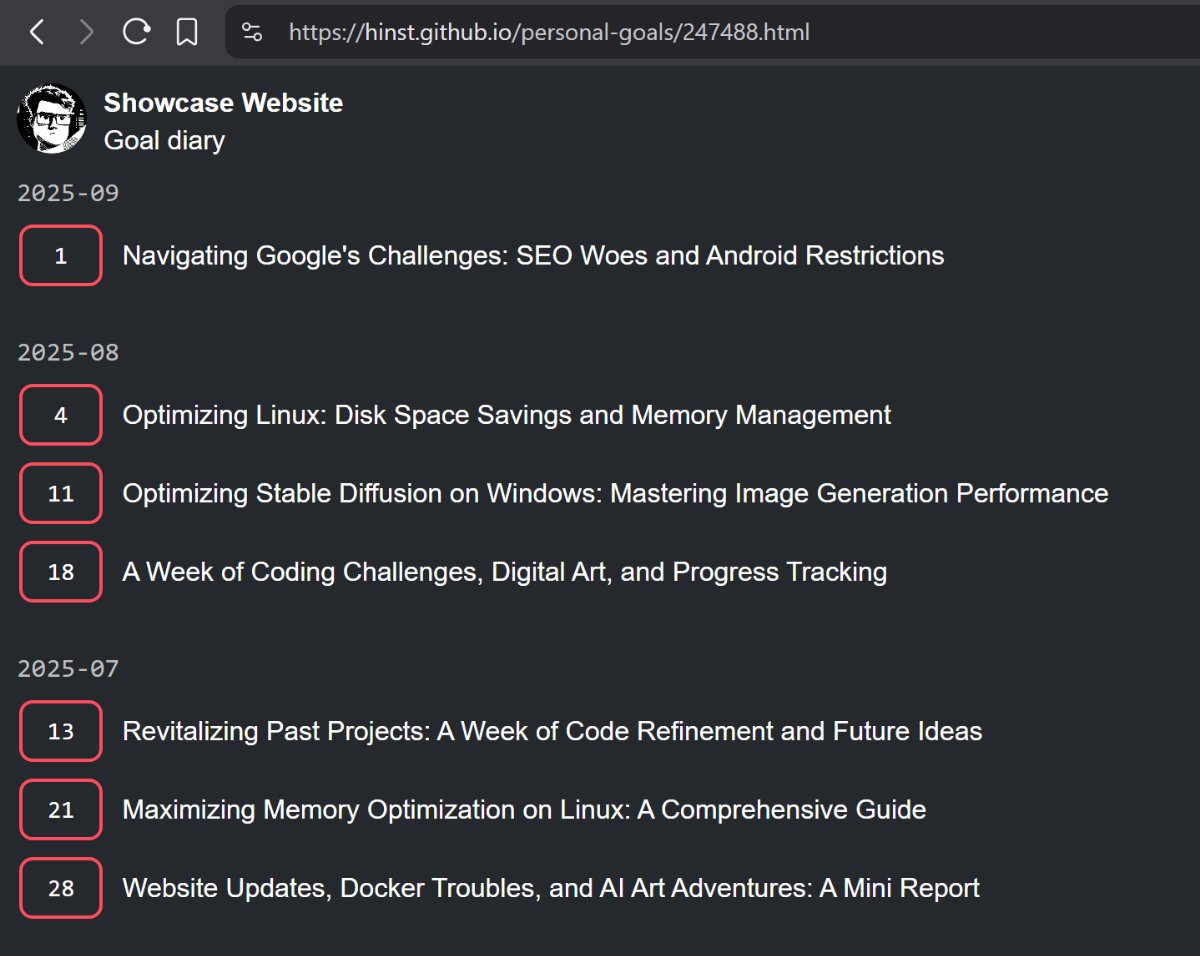 https://hinst.github.io/personal-goals/247488.html
Showcase Website
Goal diary
2025-09
1 Navigating Google's Challenges: SEO Woes and Android Restrictions
2025-08
4 Optimizing Linux: Disk Space Savings and Memory Management
11 Optimizing Stable Diffusion on Windows: Mastering Image Generation Performance
18 A Week of Coding Challenges, Digital Art, and Progress Tracking
2025-07
13 Revitalizing Past Projects: A Week of Code Refinement and Future Ideas
21 Maximizing Memory Optimization on Linux: A Comprehensive Guide
28 Website Updates, Docker Troubles, and AI Art Adventures: A Mini Report